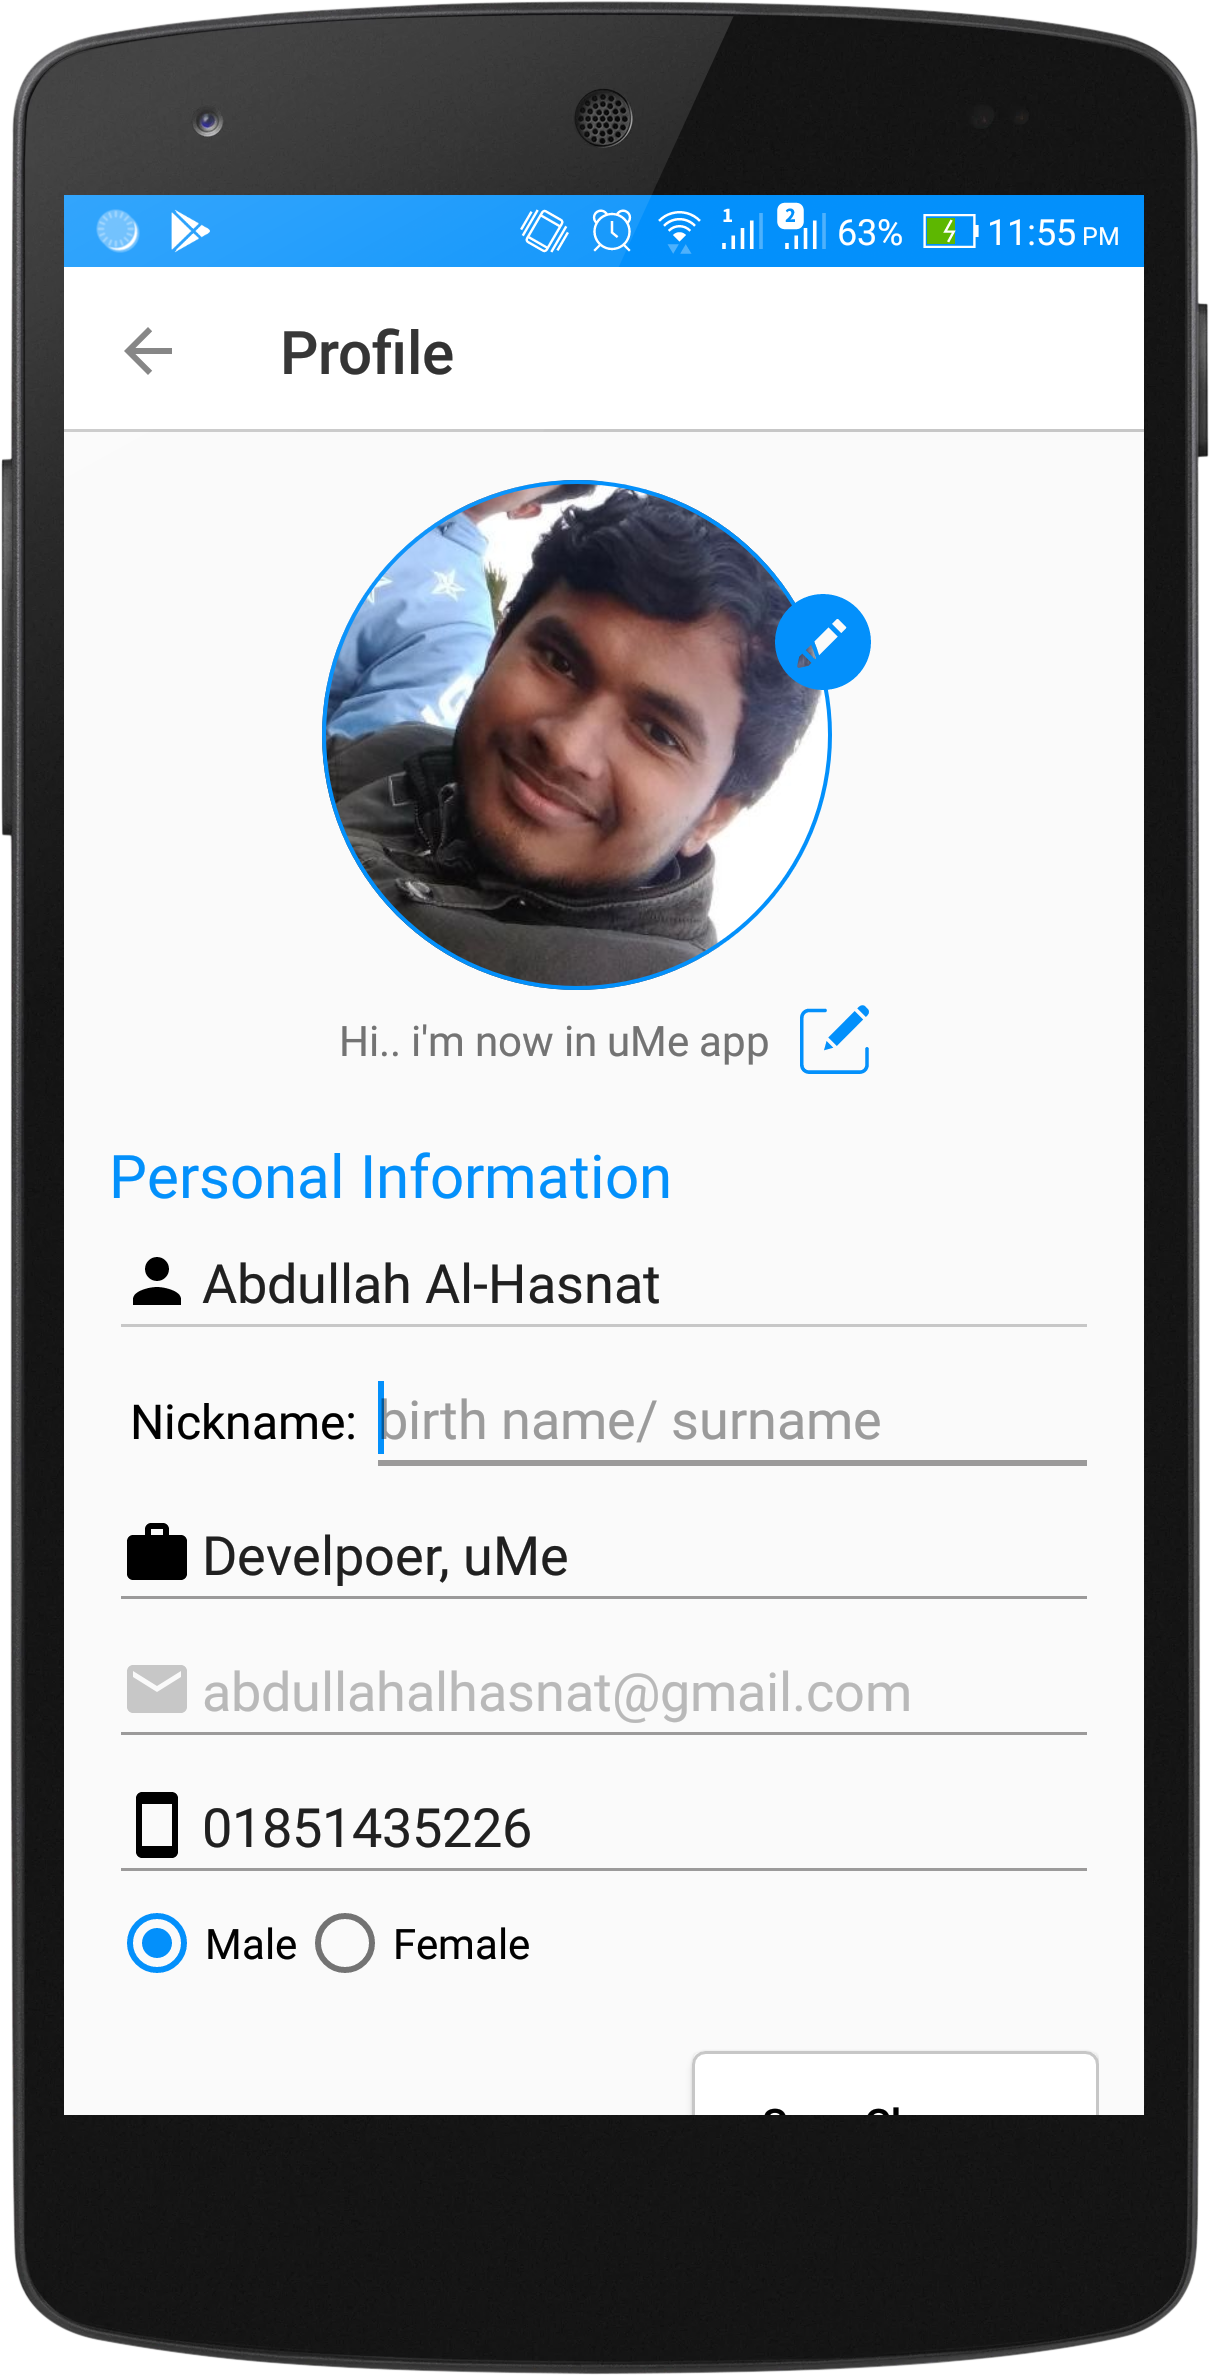 1 2 63% 11:55 PM
Profile
Hi.. i'm now in uMe app
Personal Information
Abdullah Al-Hasnat
Nickname: birth name/ surname
Develpoer, uMe
abdullahalhasnat@gmail.com
01851435226
Male Female